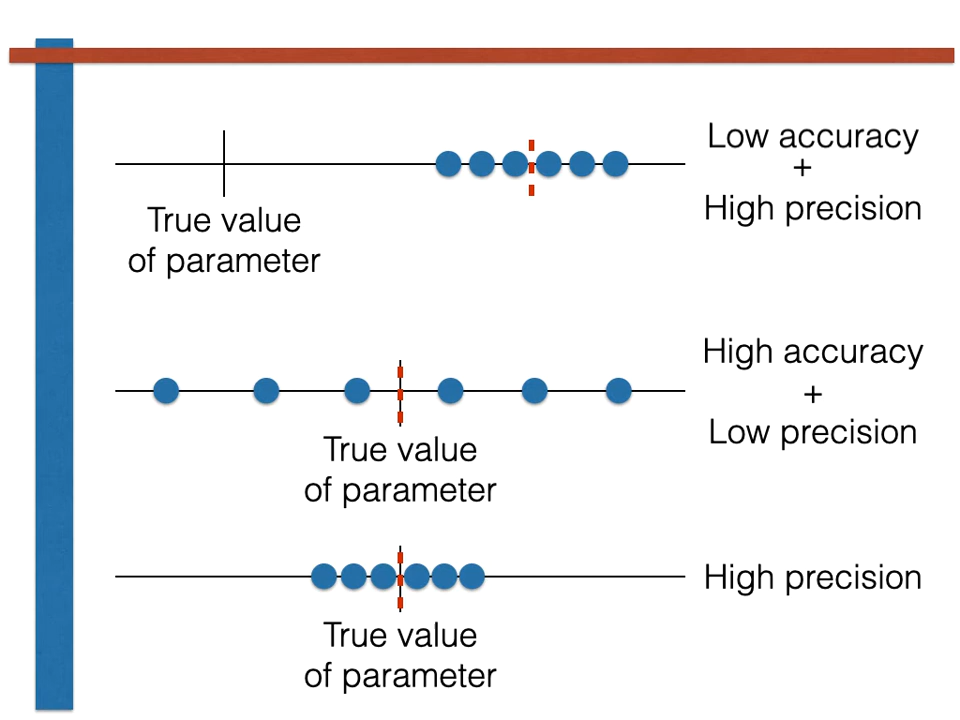 Low accuracy
+
High precision
True value
of parameter
High accuracy
+
Low precision
True value
of parameter
High precision
True value
of parameter